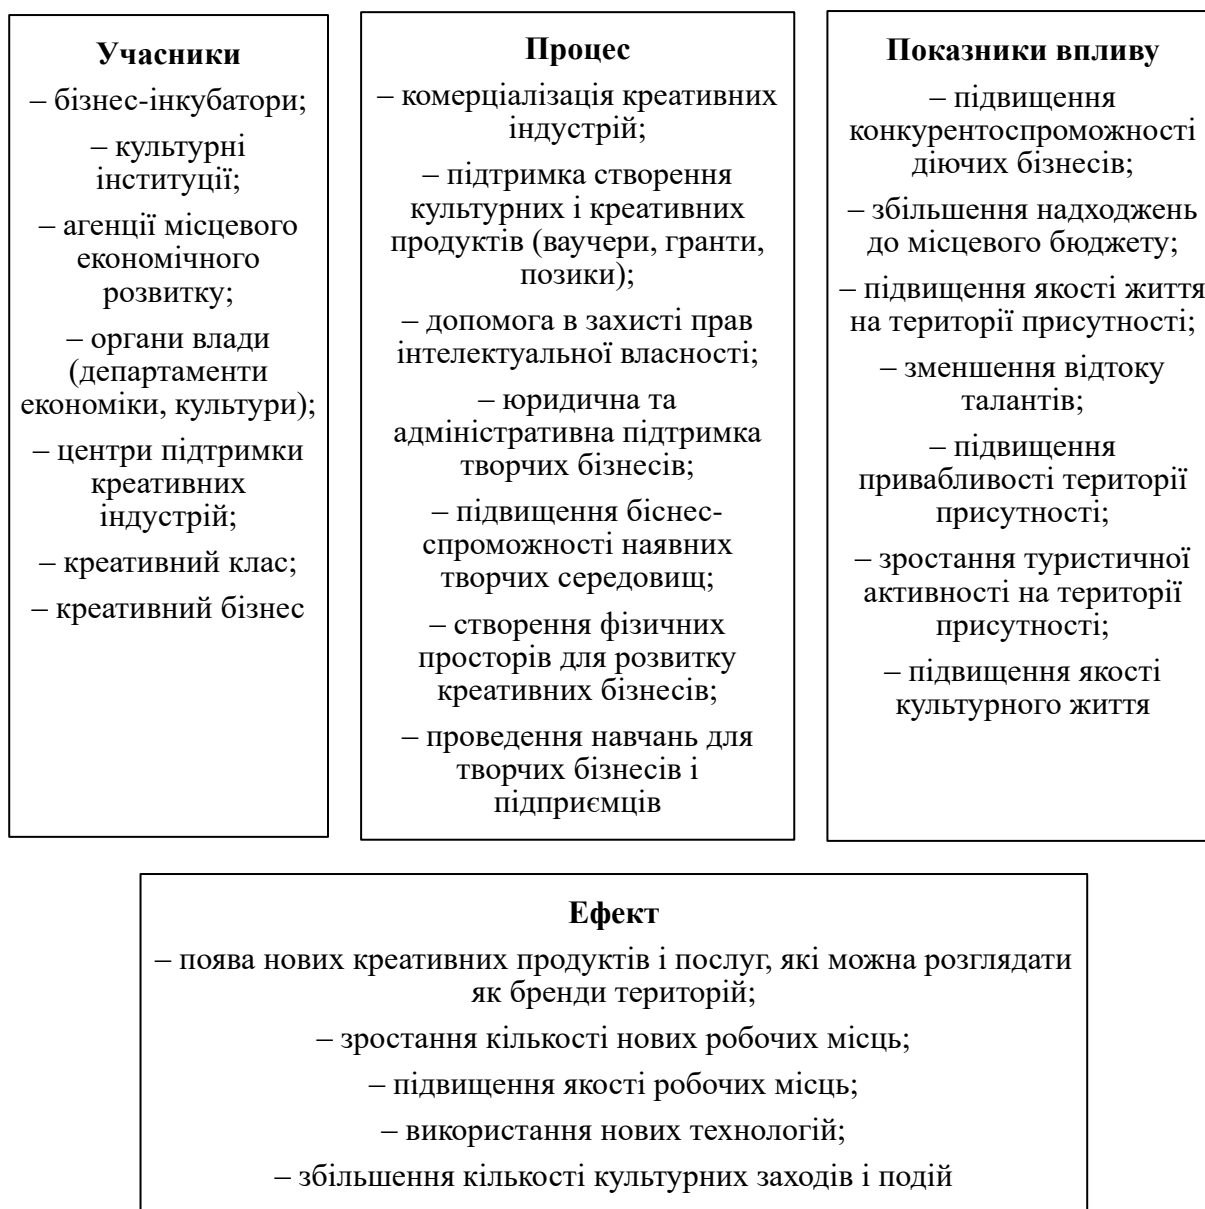 Учасники
– бізнес-інкубатори;
– культурні
інституції;
– агенції місцевого
економічного
розвитку;
– органи влади
(департаменти
економіки, культури);
– центри підтримки
креативних
індустрій;
– креативний клас;
– креативний бізнес
Процес
– комерціалізація креативних
індустрій;
– підтримка створення
культурних і креативних
продуктів (ваучери, гранти,
позики);
– допомога в захисті прав
інтелектуальної власності;
– юридична та
адміністративна підтримка
творчих бізнесів;
– підвищення біснес-
спроможності наявних
творчих середовищ;
– створення фізичних
просторів для розвитку
креативних бізнесів;
– проведення навчань для
творчих бізнесів і
підприємців
Показники впливу
– підвищення
конкурентоспроможності
діючих бізнесів;
– збільшення надходжень
до місцевого бюджету;
– підвищення якості життя
на території присутності;
– зменшення відтоку
талантів;
– підвищення
привабливості території
присутності;
– зростання туристичної
активності на території
присутності;
– підвищення якості
культурного життя
Ефект
– поява нових креативних продуктів і послуг, які можна розглядати
як бренди територій;
– зростання кількості нових робочих місць;
– підвищення якості робочих місць;
– використання нових технологій;
– збільшення кількості культурних заходів і подій